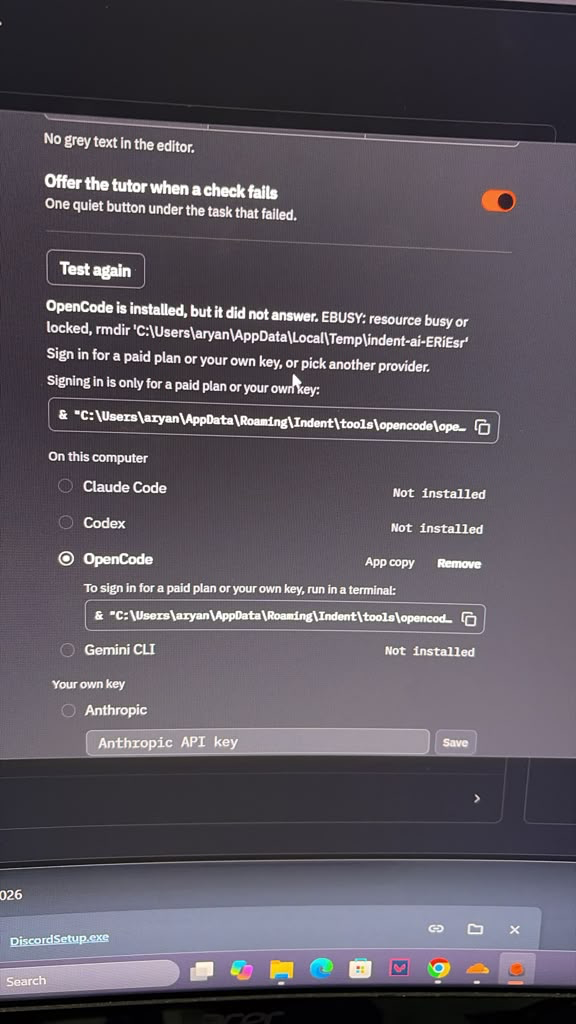 No grey text in the editor.
Offer the tutor when a check fails
One quiet button under the task that failed.
Test again
OpenCode is installed, but it did not answer. EBUSY: resource busy or
locked, rmdir 'C:\Users\aryan\AppData\Local\Temp\indent-ai-ERiEsr'
Sign in for a paid plan or your own key, or pick another provider.
Signing in is only for a paid plan or your own key:
& "C:\Users\aryan\AppData\Roaming\Indent\tools\opencode\ope…
On this computer
Claude Code Not installed
Codex Not installed
OpenCode App copy Remove
To sign in for a paid plan or your own key, run in a terminal:
& "C:\Users\aryan\AppData\Roaming\Indent\tools\opencod…
Gemini CLI Not installed
Your own key
Anthropic
Anthropic API key Save
026
DiscordSetup.exe
Search
acer